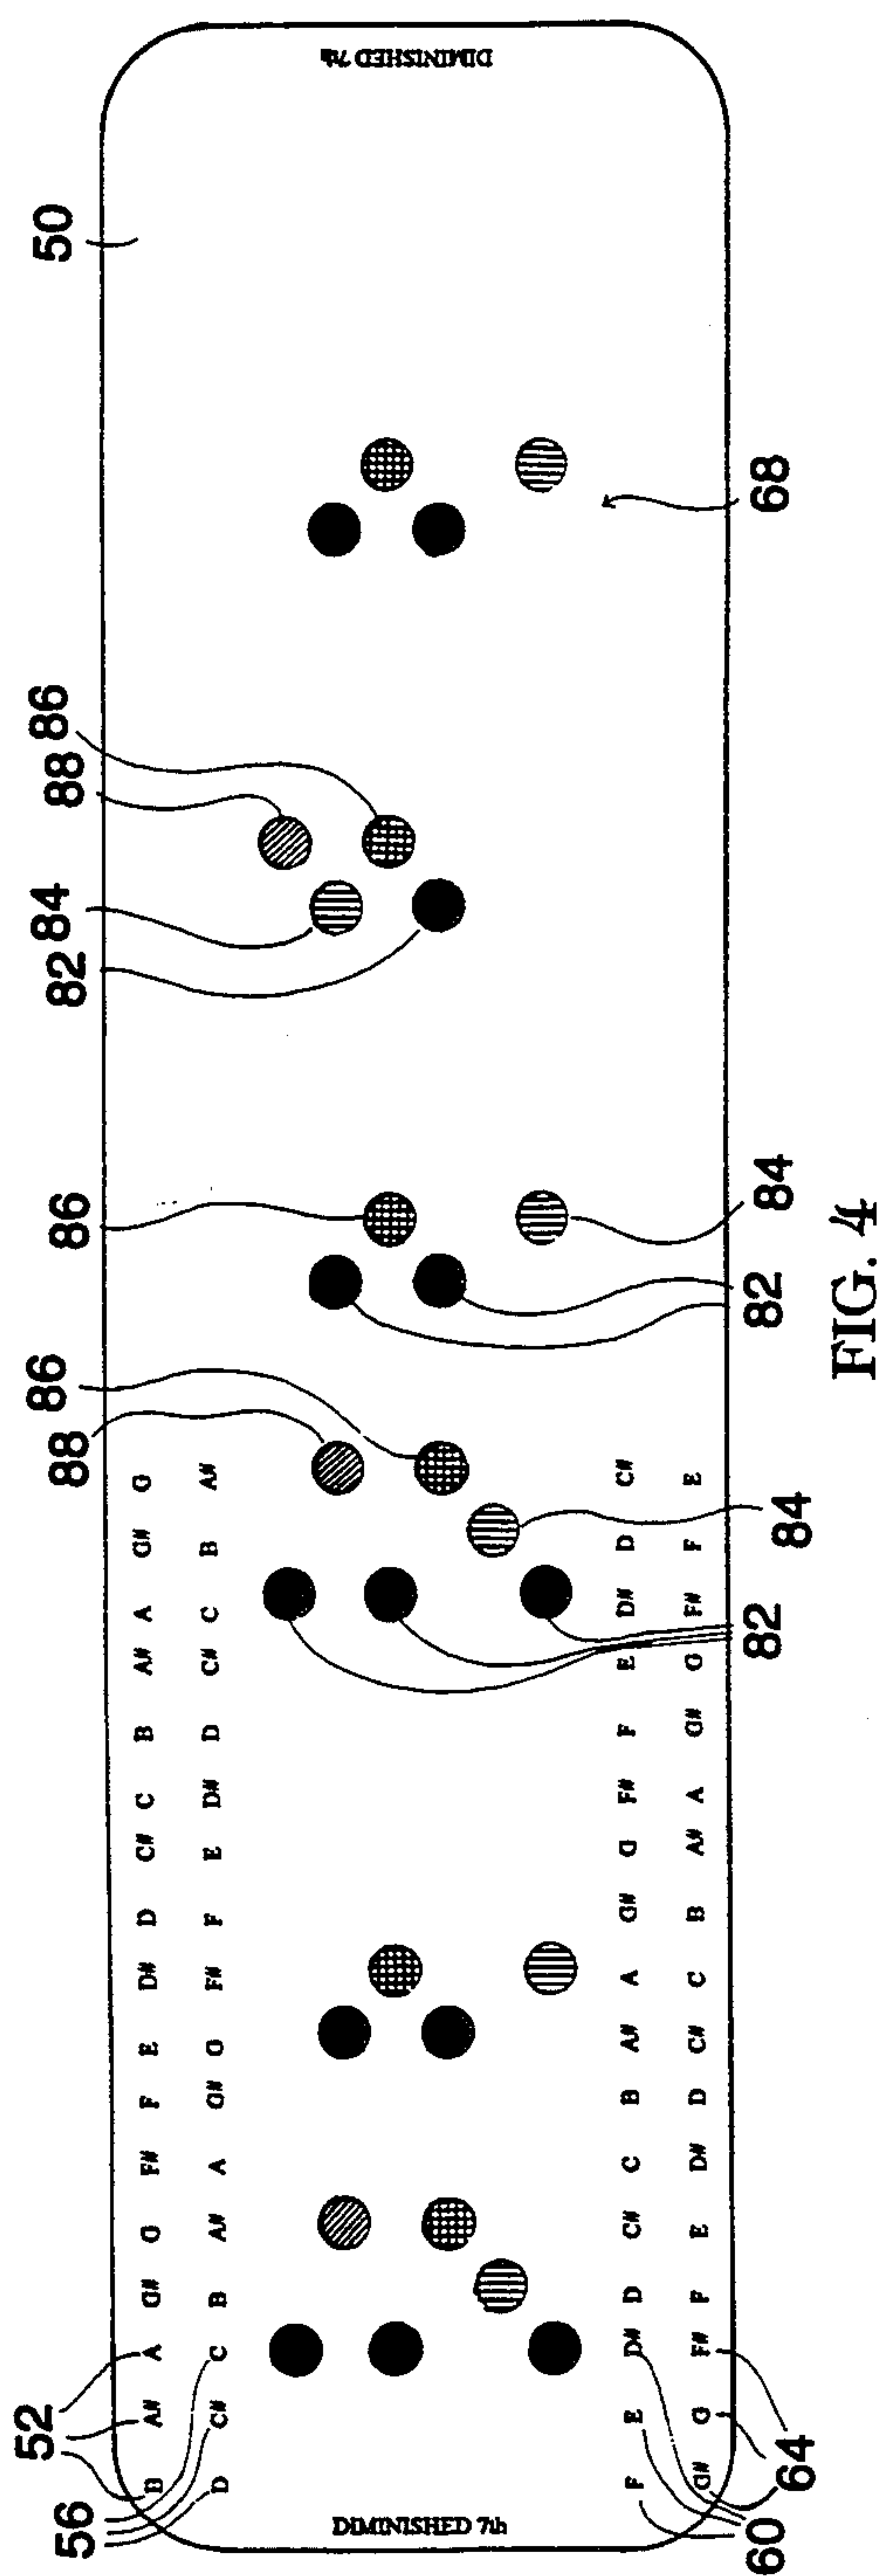 56 52 88 86 86 82 84 88 86 50
B A# A G# G F# F E D# D C# C B A# A G# G
D C# C B A# A G# G F# F E D# D C# C B A#
DIMINISHED 7th
DIMINISHED 7th
F E D# D C# C B A# A G# G F# F E D# D C#
G# G F# F E D# D C# C B A# A G# G F# F E
60 64 82 84 82 84 68
FIG. 4